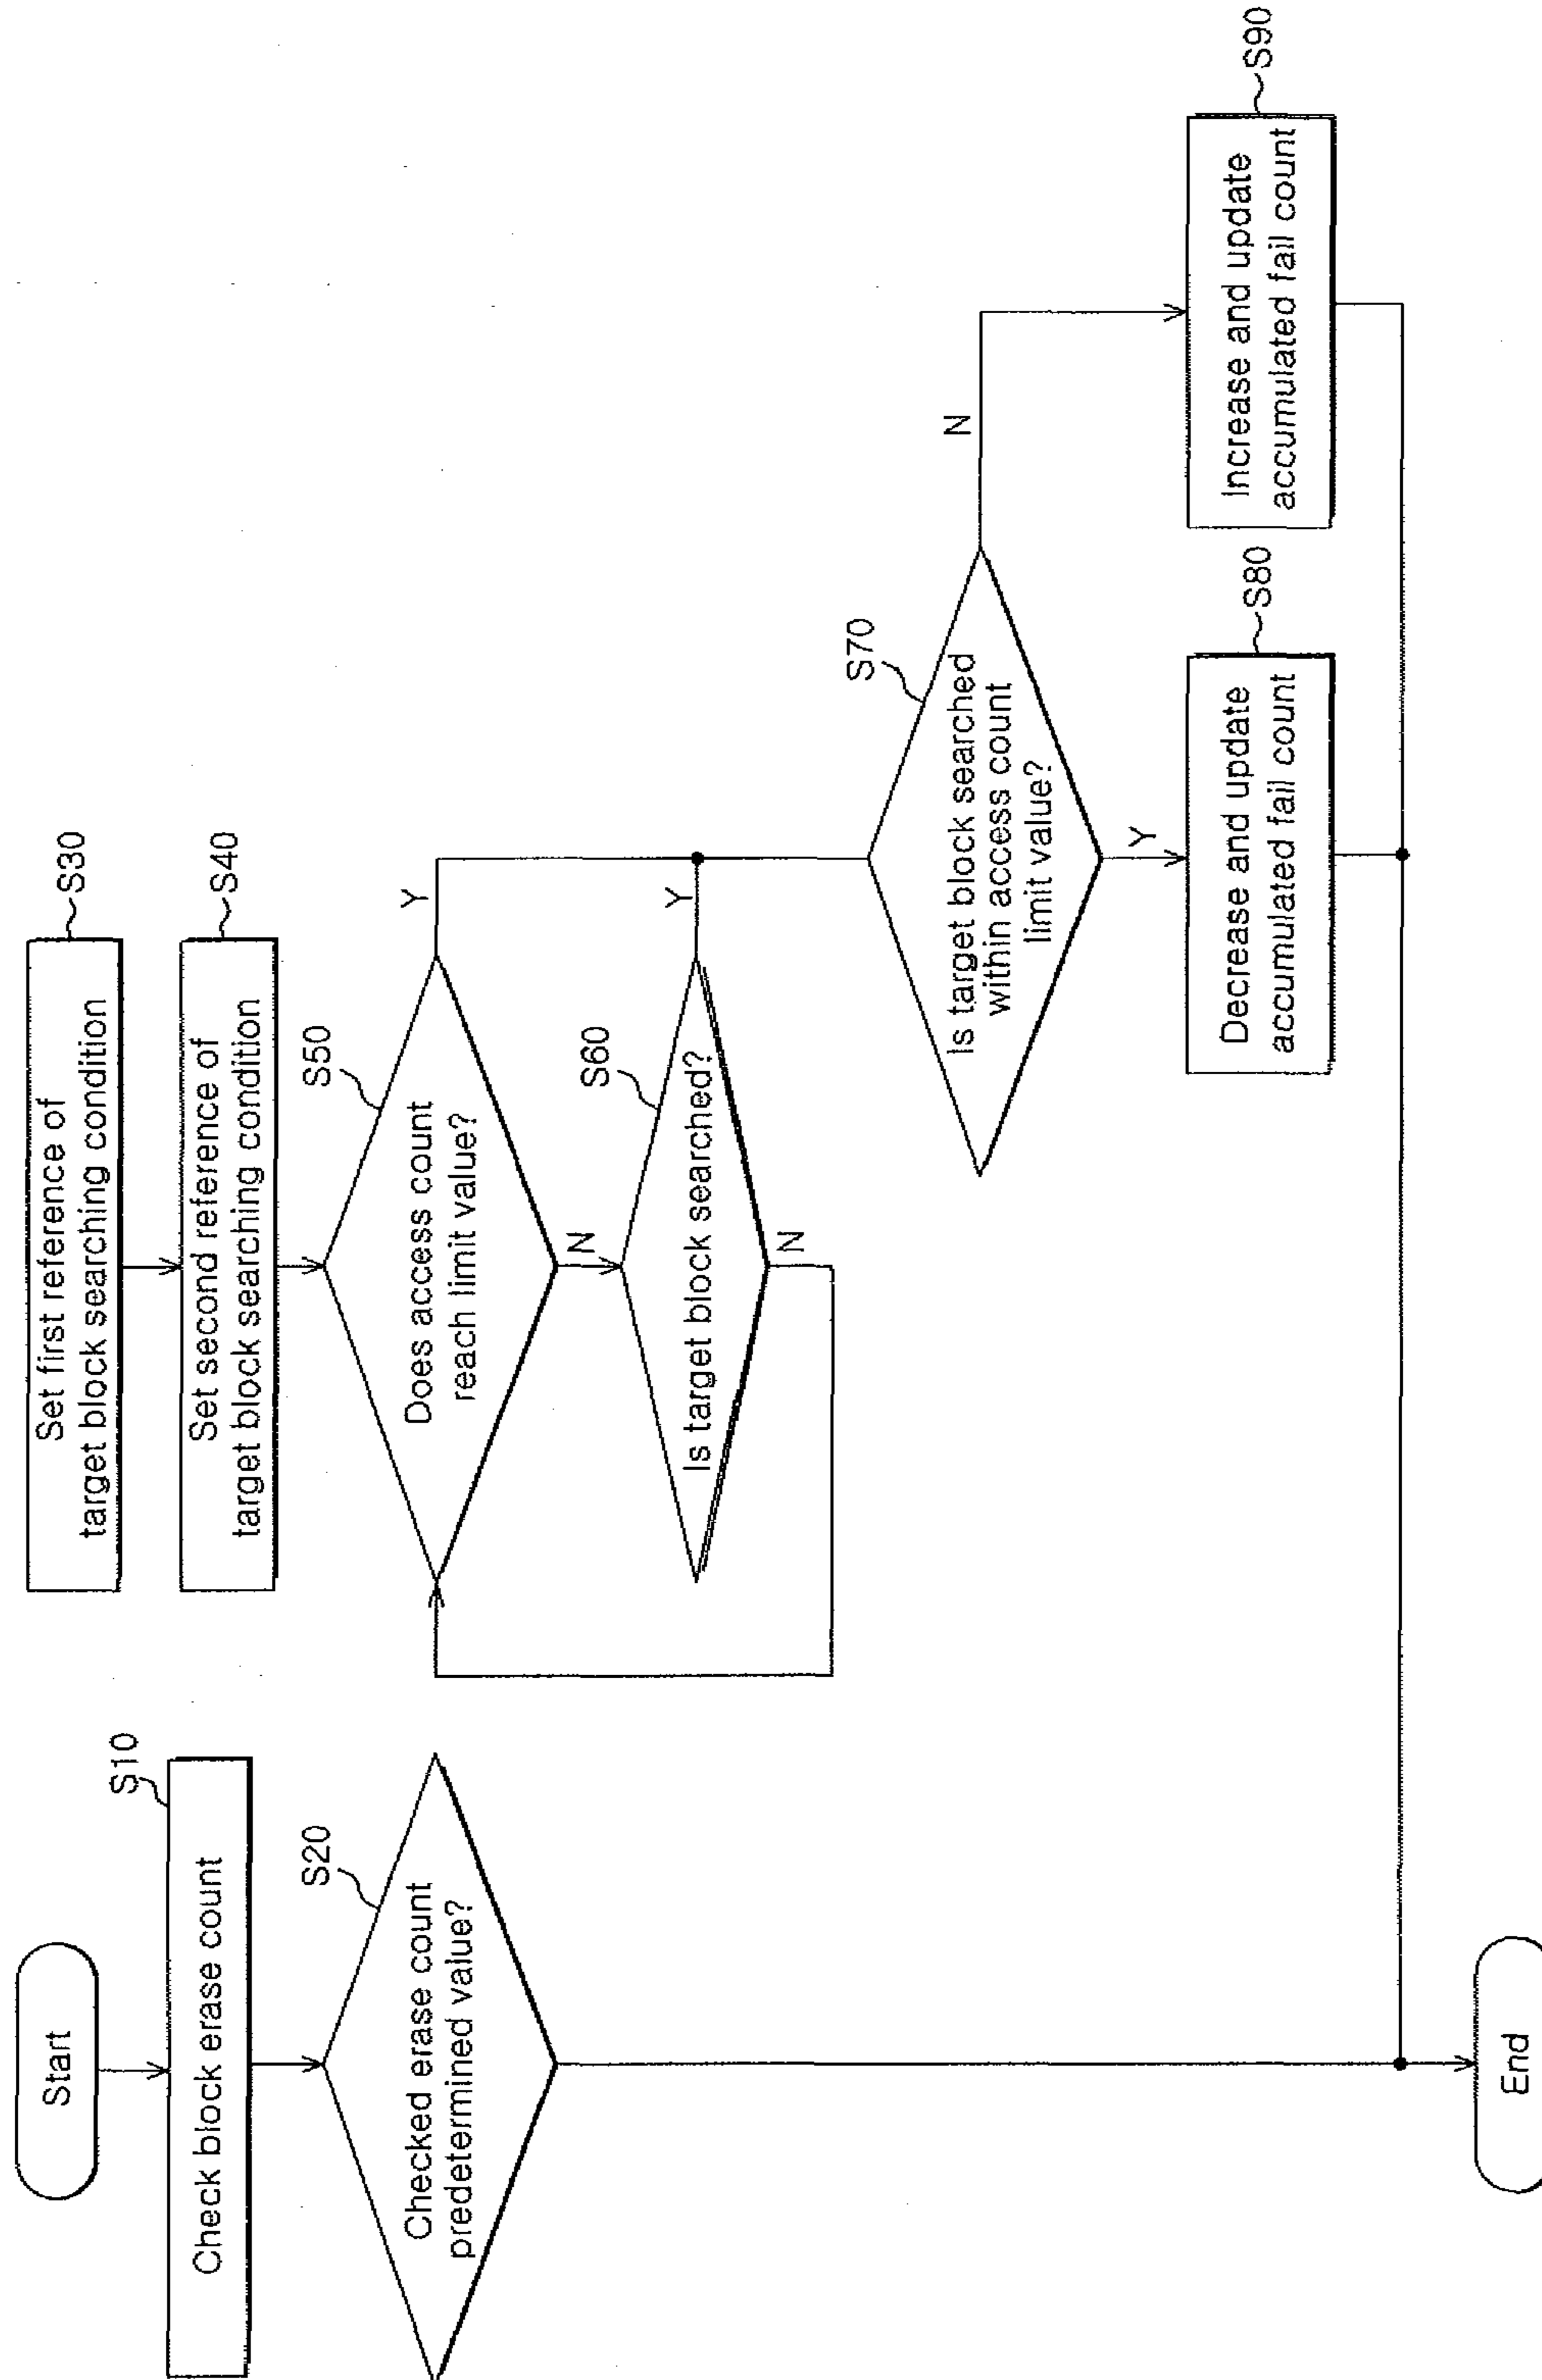 Start
Check block erase count
S10
Checked erase count
predetermined value?
S20
Set first reference of
target block searching condition
S30
Set second reference of
target block searching condition
S40
Does access count
reach limit value?
S50
Y
N
Is target block searched?
S60
Y
N
Is target block searched
within access count
limit value?
S70
N
Y
Decrease and update
accumulated fail count
S80
Increase and update
accumulated fail count
S90
End